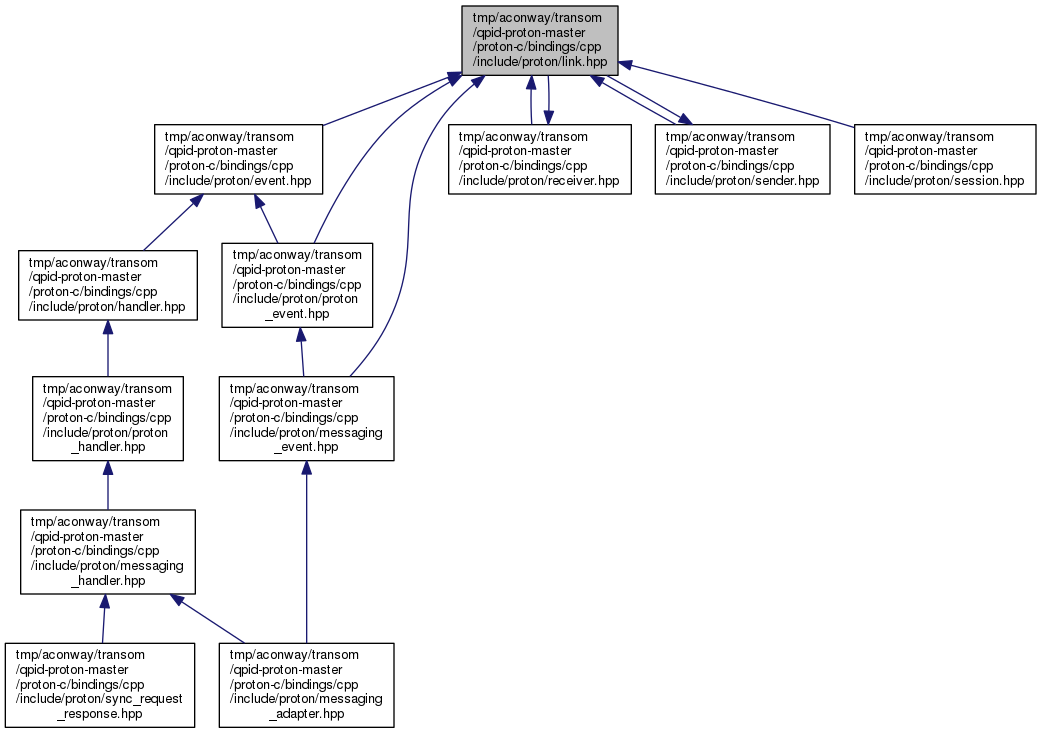 tmp/aconway/transom
/qpid-proton-master
/proton-c/bindings/cpp
/include/proton/link.hpp
tmp/aconway/transom
/qpid-proton-master
/proton-c/bindings/cpp
/include/proton/event.hpp
tmp/aconway/transom
/qpid-proton-master
/proton-c/bindings/cpp
/include/proton/receiver.hpp
tmp/aconway/transom
/qpid-proton-master
/proton-c/bindings/cpp
/include/proton/sender.hpp
tmp/aconway/transom
/qpid-proton-master
/proton-c/bindings/cpp
/include/proton/session.hpp
tmp/aconway/transom
/qpid-proton-master
/proton-c/bindings/cpp
/include/proton/handler.hpp
tmp/aconway/transom
/qpid-proton-master
/proton-c/bindings/cpp
/include/proton/proton
_event.hpp
tmp/aconway/transom
/qpid-proton-master
/proton-c/bindings/cpp
/include/proton/proton
_handler.hpp
tmp/aconway/transom
/qpid-proton-master
/proton-c/bindings/cpp
/include/proton/messaging
_event.hpp
tmp/aconway/transom
/qpid-proton-master
/proton-c/bindings/cpp
/include/proton/messaging
_handler.hpp
tmp/aconway/transom
/qpid-proton-master
/proton-c/bindings/cpp
/include/proton/sync_request
_response.hpp
tmp/aconway/transom
/qpid-proton-master
/proton-c/bindings/cpp
/include/proton/messaging
_adapter.hpp